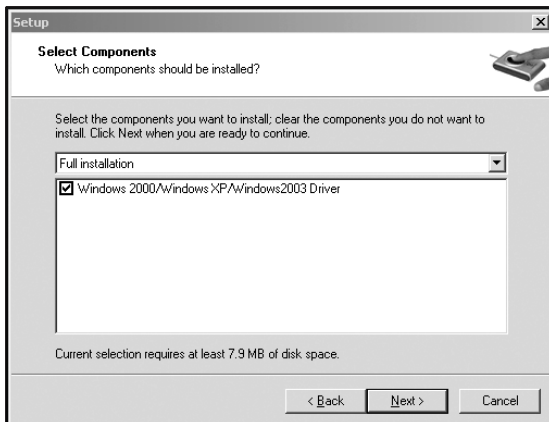 Setup
Select Components
Which components should be installed?
Select the components you want to install; clear the components you do not want to
install. Click Next when you are ready to continue.
Full installation
Windows 2000/Windows XP/Windows2003 Driver
Current selection requires at least 7.9 MB of disk space.
< Back
Next >
Cancel